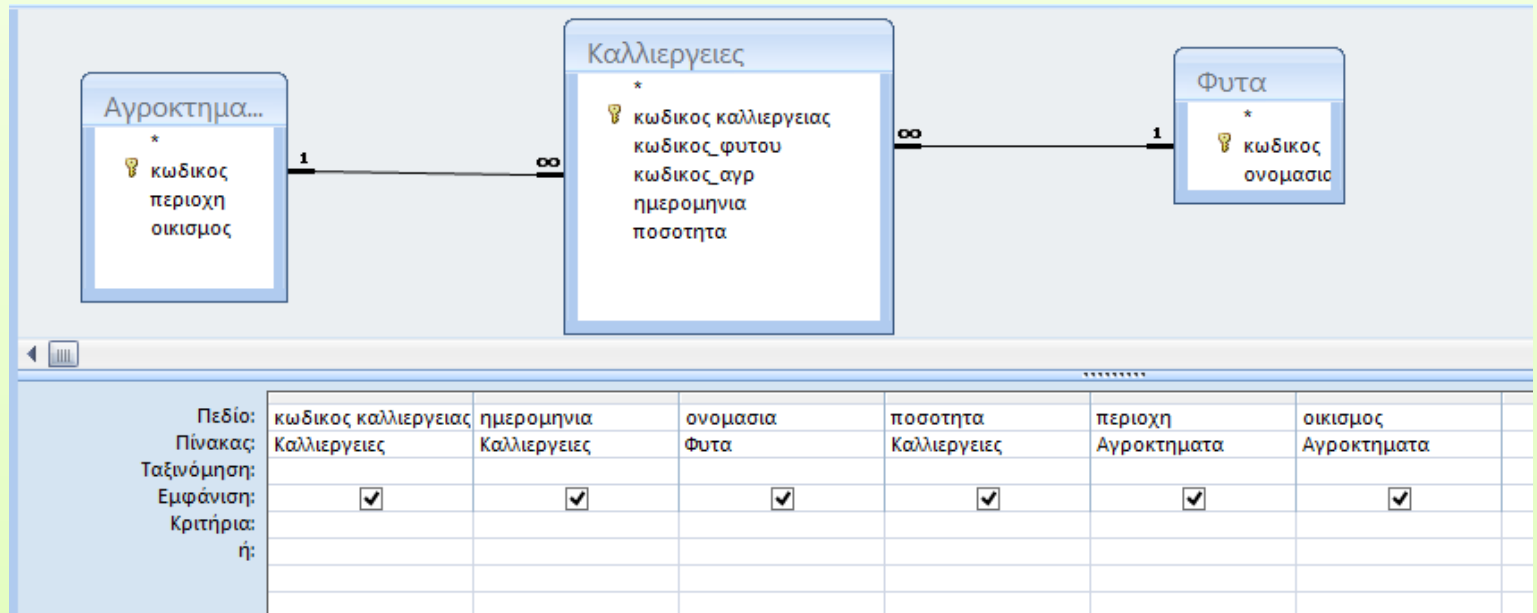 Αγροκτημα...
*
κωδικος
περιοχη
οικισμος
1
∞
Καλλιεργειες
*
κωδικος καλλιεργειας
κωδικος_φυτου
κωδικος_αγρ
ημερομηνια
ποσοτητα
∞
1
Φυτα
*
κωδικος
ονομασια
Πεδίο: κωδικος καλλιεργειας ημερομηνια ονομασια ποσοτητα περιοχη οικισμος
Πίνακας: Καλλιεργειες Καλλιεργειες Φυτα Καλλιεργειες Αγροκτηματα Αγροκτηματα
Ταξινόμηση:
Εμφάνιση:
Κριτήρια:
ή: